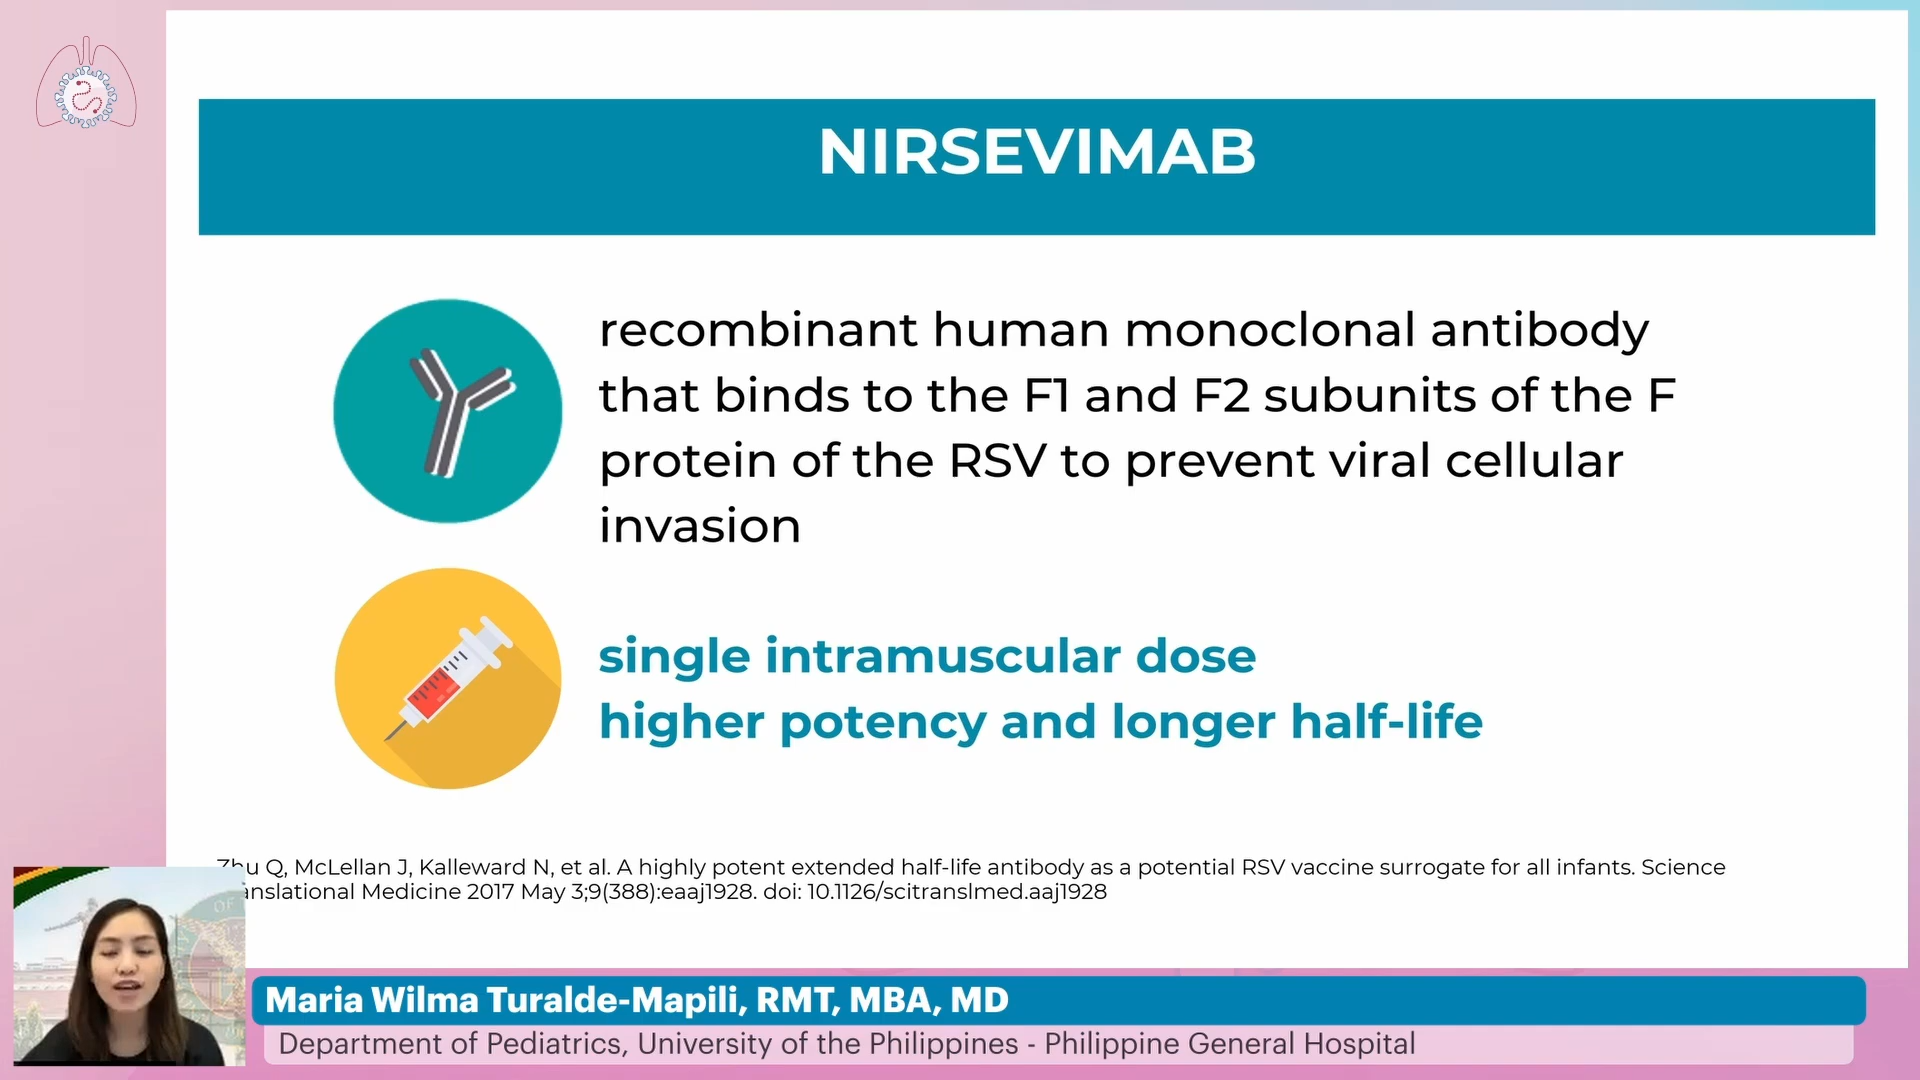 NIRSEVIMAB
recombinant human monoclonal antibody
that binds to the F1 and F2 subunits of the F
protein of the RSV to prevent viral cellular
invasion
single intramuscular dose
higher potency and longer half-life
Zhu Q, McLellan J, Kalleward N, et al. A highly potent extended half-life antibody as a potential RSV vaccine surrogate for all infants. Science
anslational Medicine 2017 May 3;9(388):eaaj1928. doi: 10.1126/scitranslmed.aaj1928
OF
Maria Wilma Turalde-Mapili, RMT, MBA, MD
Department of Pediatrics, University of the Philippines - Philippine General Hospital